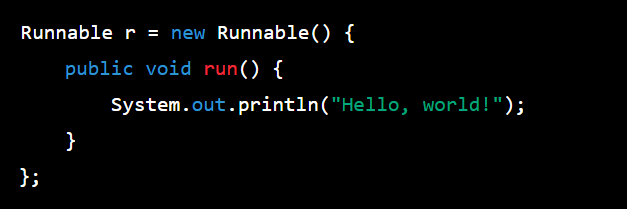 Runnable r = new Runnable() {
    public void run() {
        System.out.println("Hello, world!");
    }
};